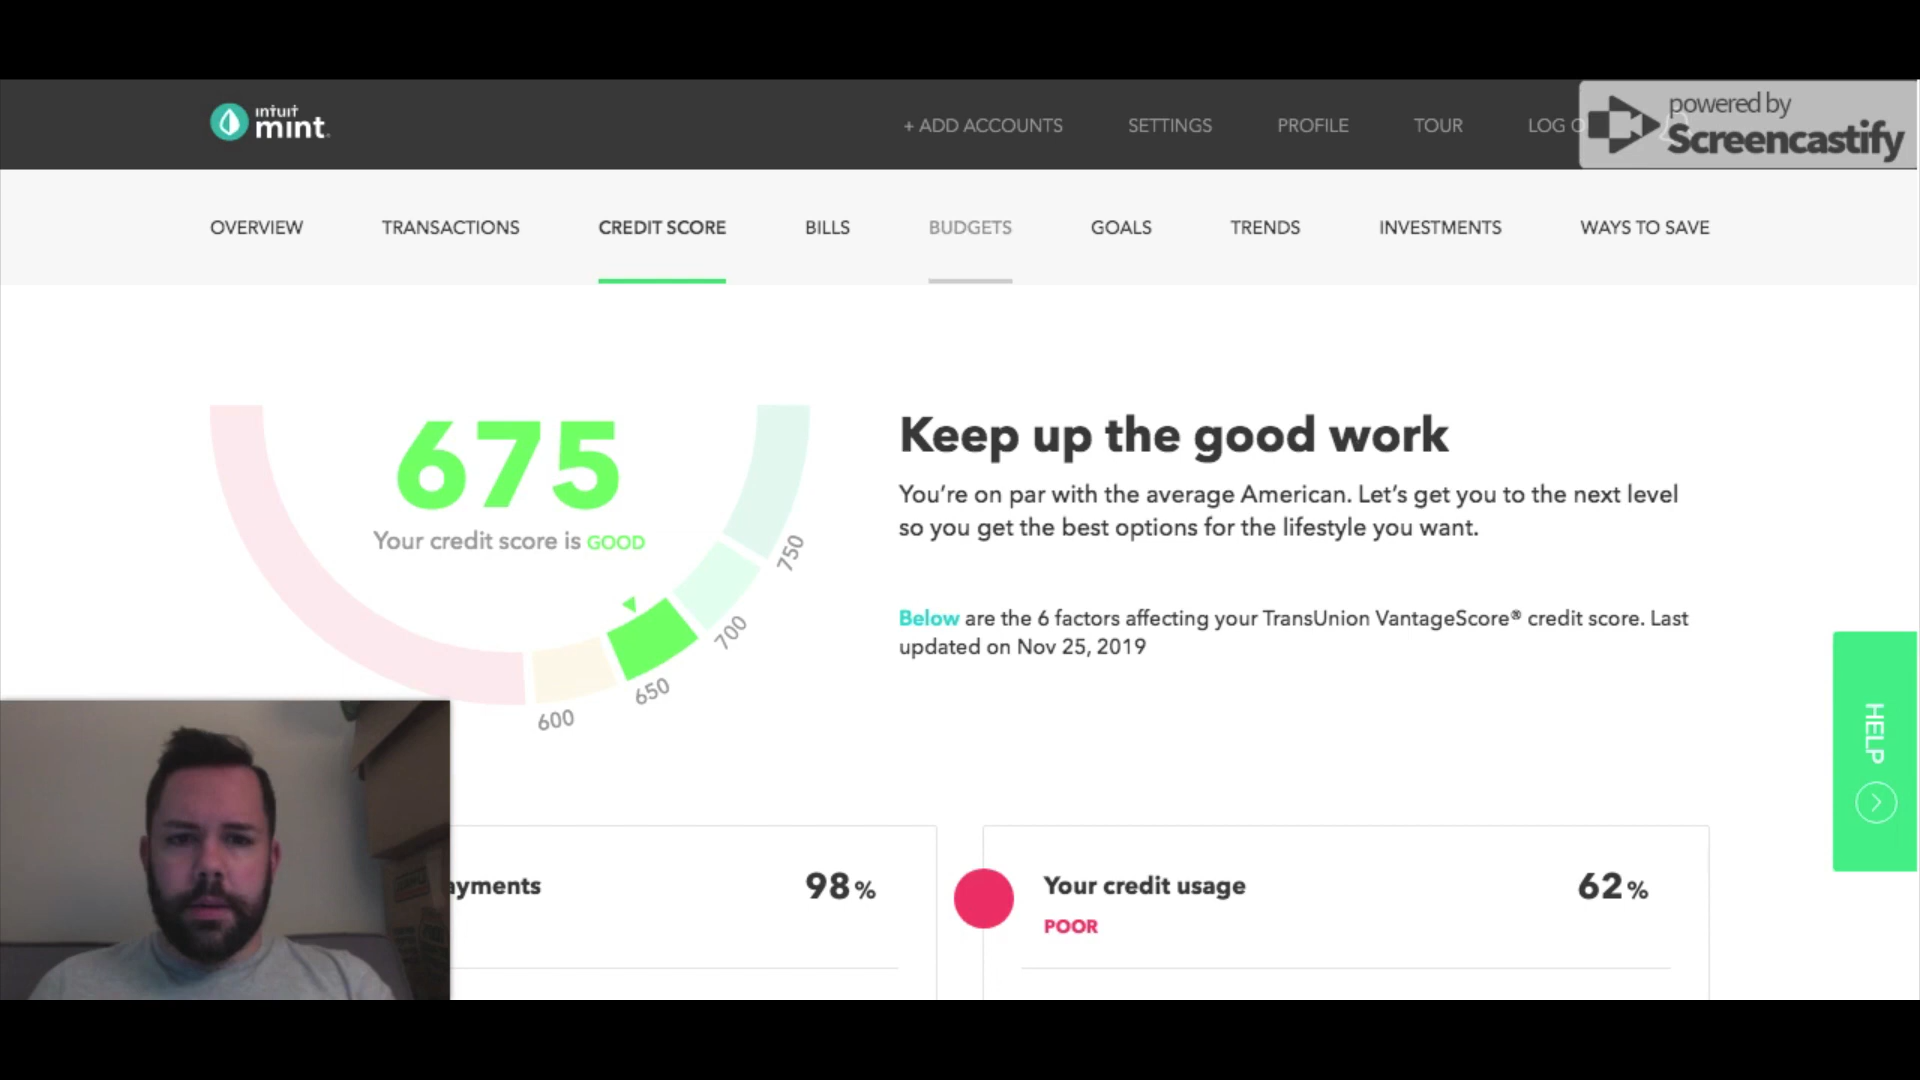 intuit
mint
+ ADD ACCOUNTS
SETTINGS
PROFILE
TOUR
LOG O
powered by
Screencastify
OVERVIEW
TRANSACTIONS
CREDIT SCORE
BILLS
BUDGETS
GOALS
TRENDS
INVESTMENTS
WAYS TO SAVE
675
Your credit score is GOOD
600
650
700
750
Keep up the good work
You’re on par with the average American. Let’s get you to the next level
so you get the best options for the lifestyle you want.
Below are the 6 factors affecting your TransUnion VantageScore® credit score. Last
updated on Nov 25, 2019
HELP
ayments
98%
Your credit usage
62%
POOR